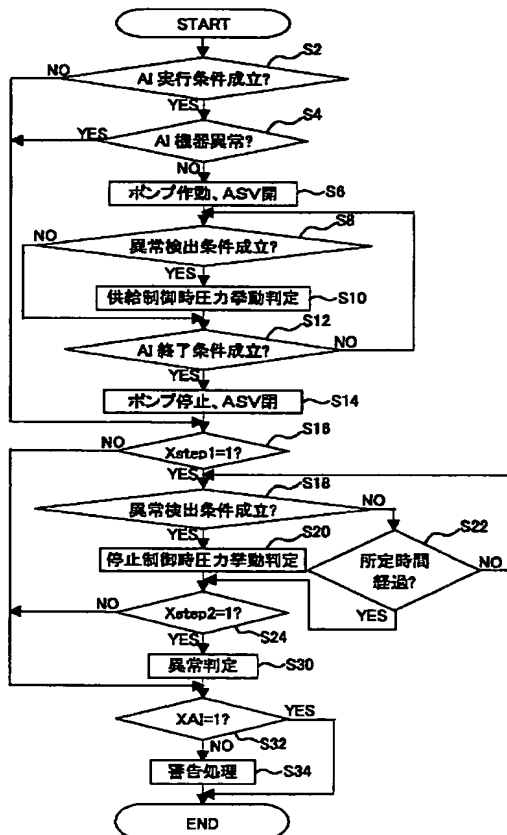 START
S2
NO
AI 実行条件成立?
YES
S4
YES
AI 機器異常?
NO
ポンプ作動、ASV開
S6
S8
NO
異常検出条件成立?
YES
供給制御時圧力挙動判定
S10
S12
AI 終了条件成立?
NO
YES
ポンプ停止、ASV閉
S14
S16
NO
Xstep1=1?
YES
S18
NO
異常検出条件成立?
S22
YES
S20
停止制御時圧力挙動判定
所定時間
経過?
NO
YES
NO
Xstep2=1?
YES
S24
異常判定
S30
YES
XAI=1?
NO
S32
警告処理
S34
END